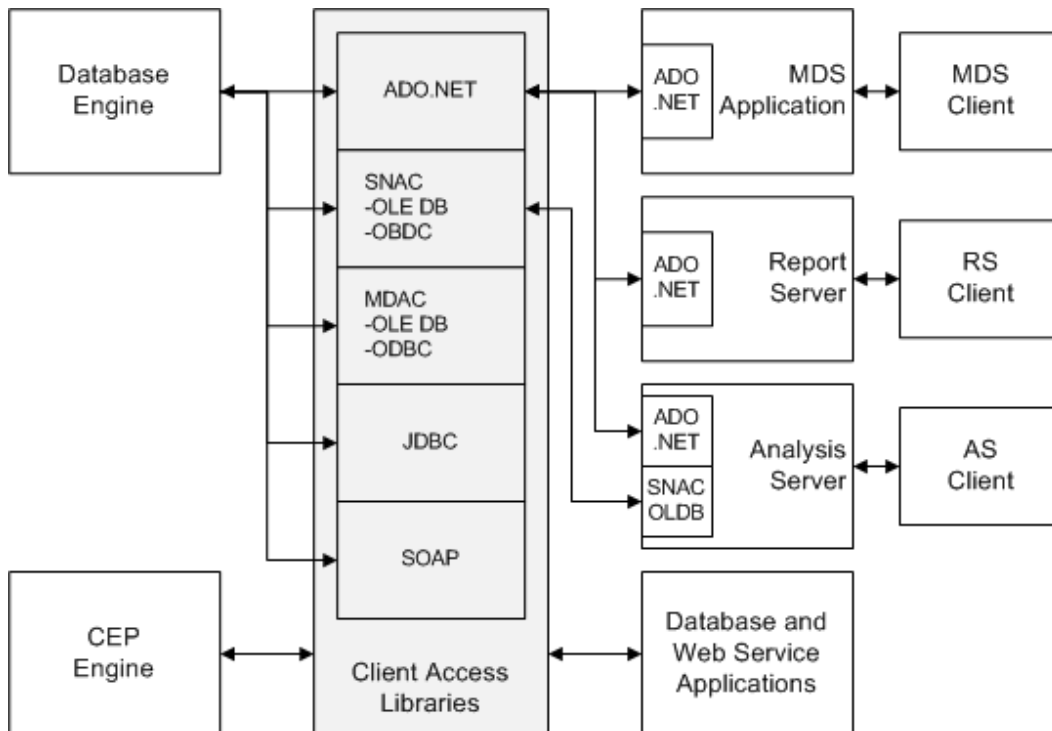 Database
Engine
ADO.NET
SNAC
-OLE DB
-OBDC
MDAC
-OLE DB
-ODBC
JDBC
SOAP
Client Access
Libraries
CEP
Engine
ADO
.NET
MDS
Application
MDS
Client
ADO
.NET
Report
Server
RS
Client
ADO
.NET
SNAC
OLDB
Analysis
Server
AS
Client
Database and
Web Service
Applications